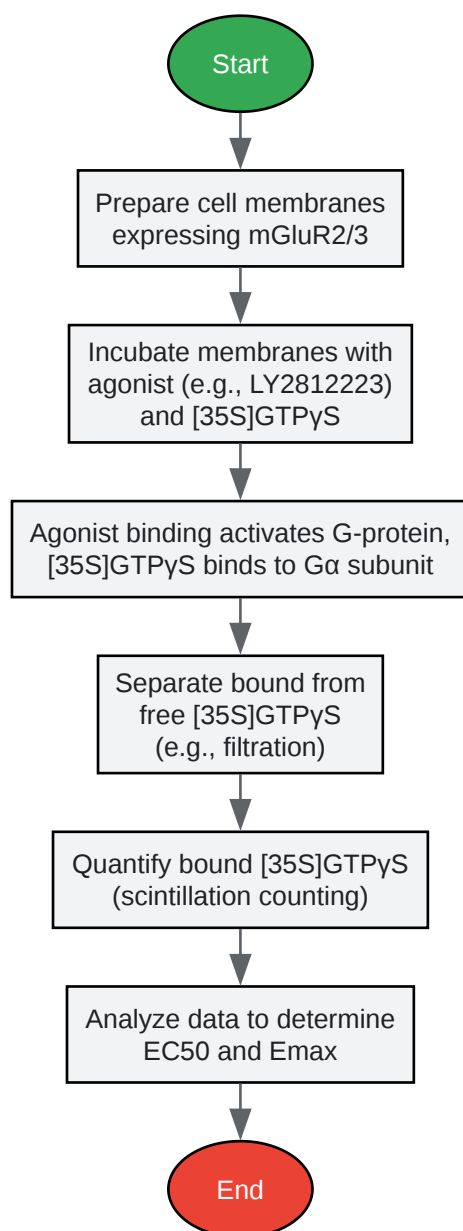 Start
Prepare cell membranes
expressing mGluR2/3
Incubate membranes with
agonist (e.g., LY2812223)
and [35S]GTPγS
Agonist binding activates G-protein,
[35S]GTPγS binds to Gα subunit
Separate bound from
free [35S]GTPγS
(e.g., filtration)
Quantify bound [35S]GTPγS
(scintillation counting)
Analyze data to determine
EC50 and Emax
End